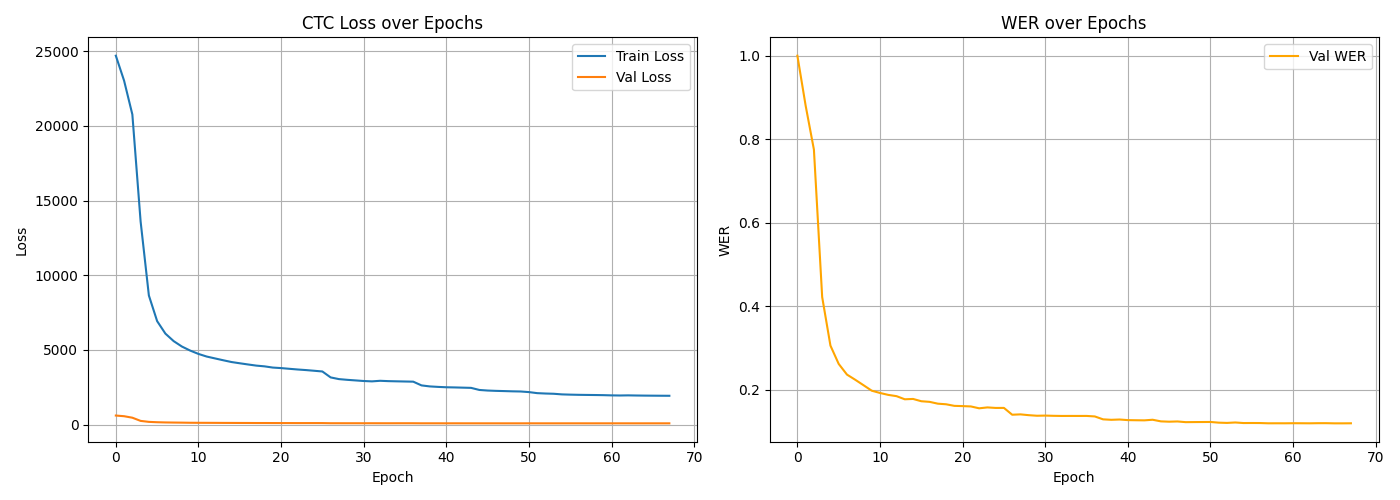 CTC Loss over Epochs
25000
20000
15000
10000
5000
0
Loss
Train Loss
Val Loss
0 10 20 30 40 50 60 70
Epoch
WER over Epochs
1.0
0.8
0.6
0.4
0.2
WER
Val WER
0 10 20 30 40 50 60 70
Epoch